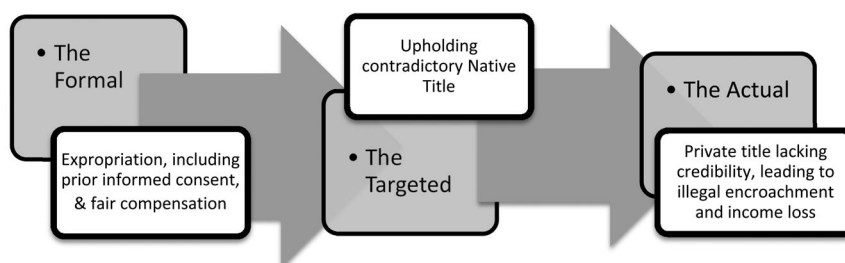 • The
Formal
Expropriation, including
prior informed consent,
& fair compensation
Upholding
contradictory Native
Title
• The
Targeted
• The Actual
Private title lacking
credibility, leading to
illegal encroachment
and income loss